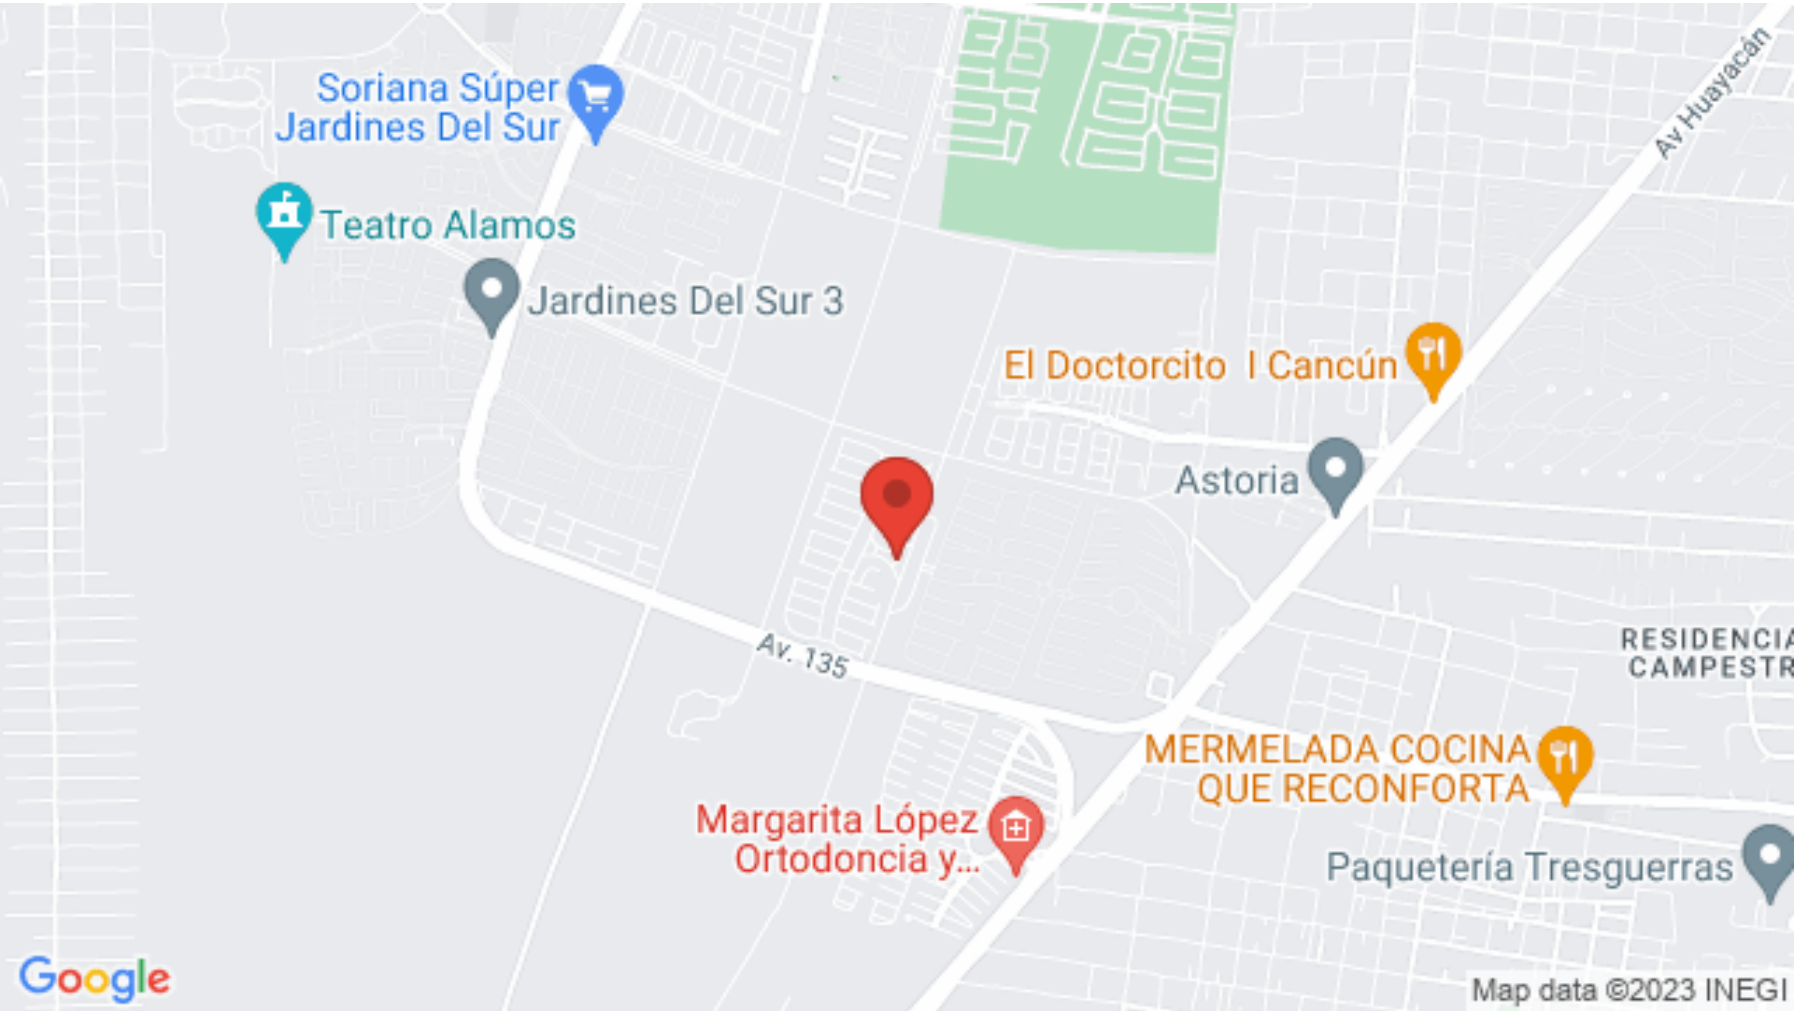 Av Huayacán
Soriana Súper
Jardines Del Sur
Teatro Alamos
Jardines Del Sur 3
El Doctorcito I Cancún
Astoria
RESIDENCIA
CAMPESTR
Av. 135
MERMELADA COCINA
QUE RECONFORTA
Margarita López
Ortodoncia y...
Paquetería Tresguerras
Google
Map data ©2023 INEGI